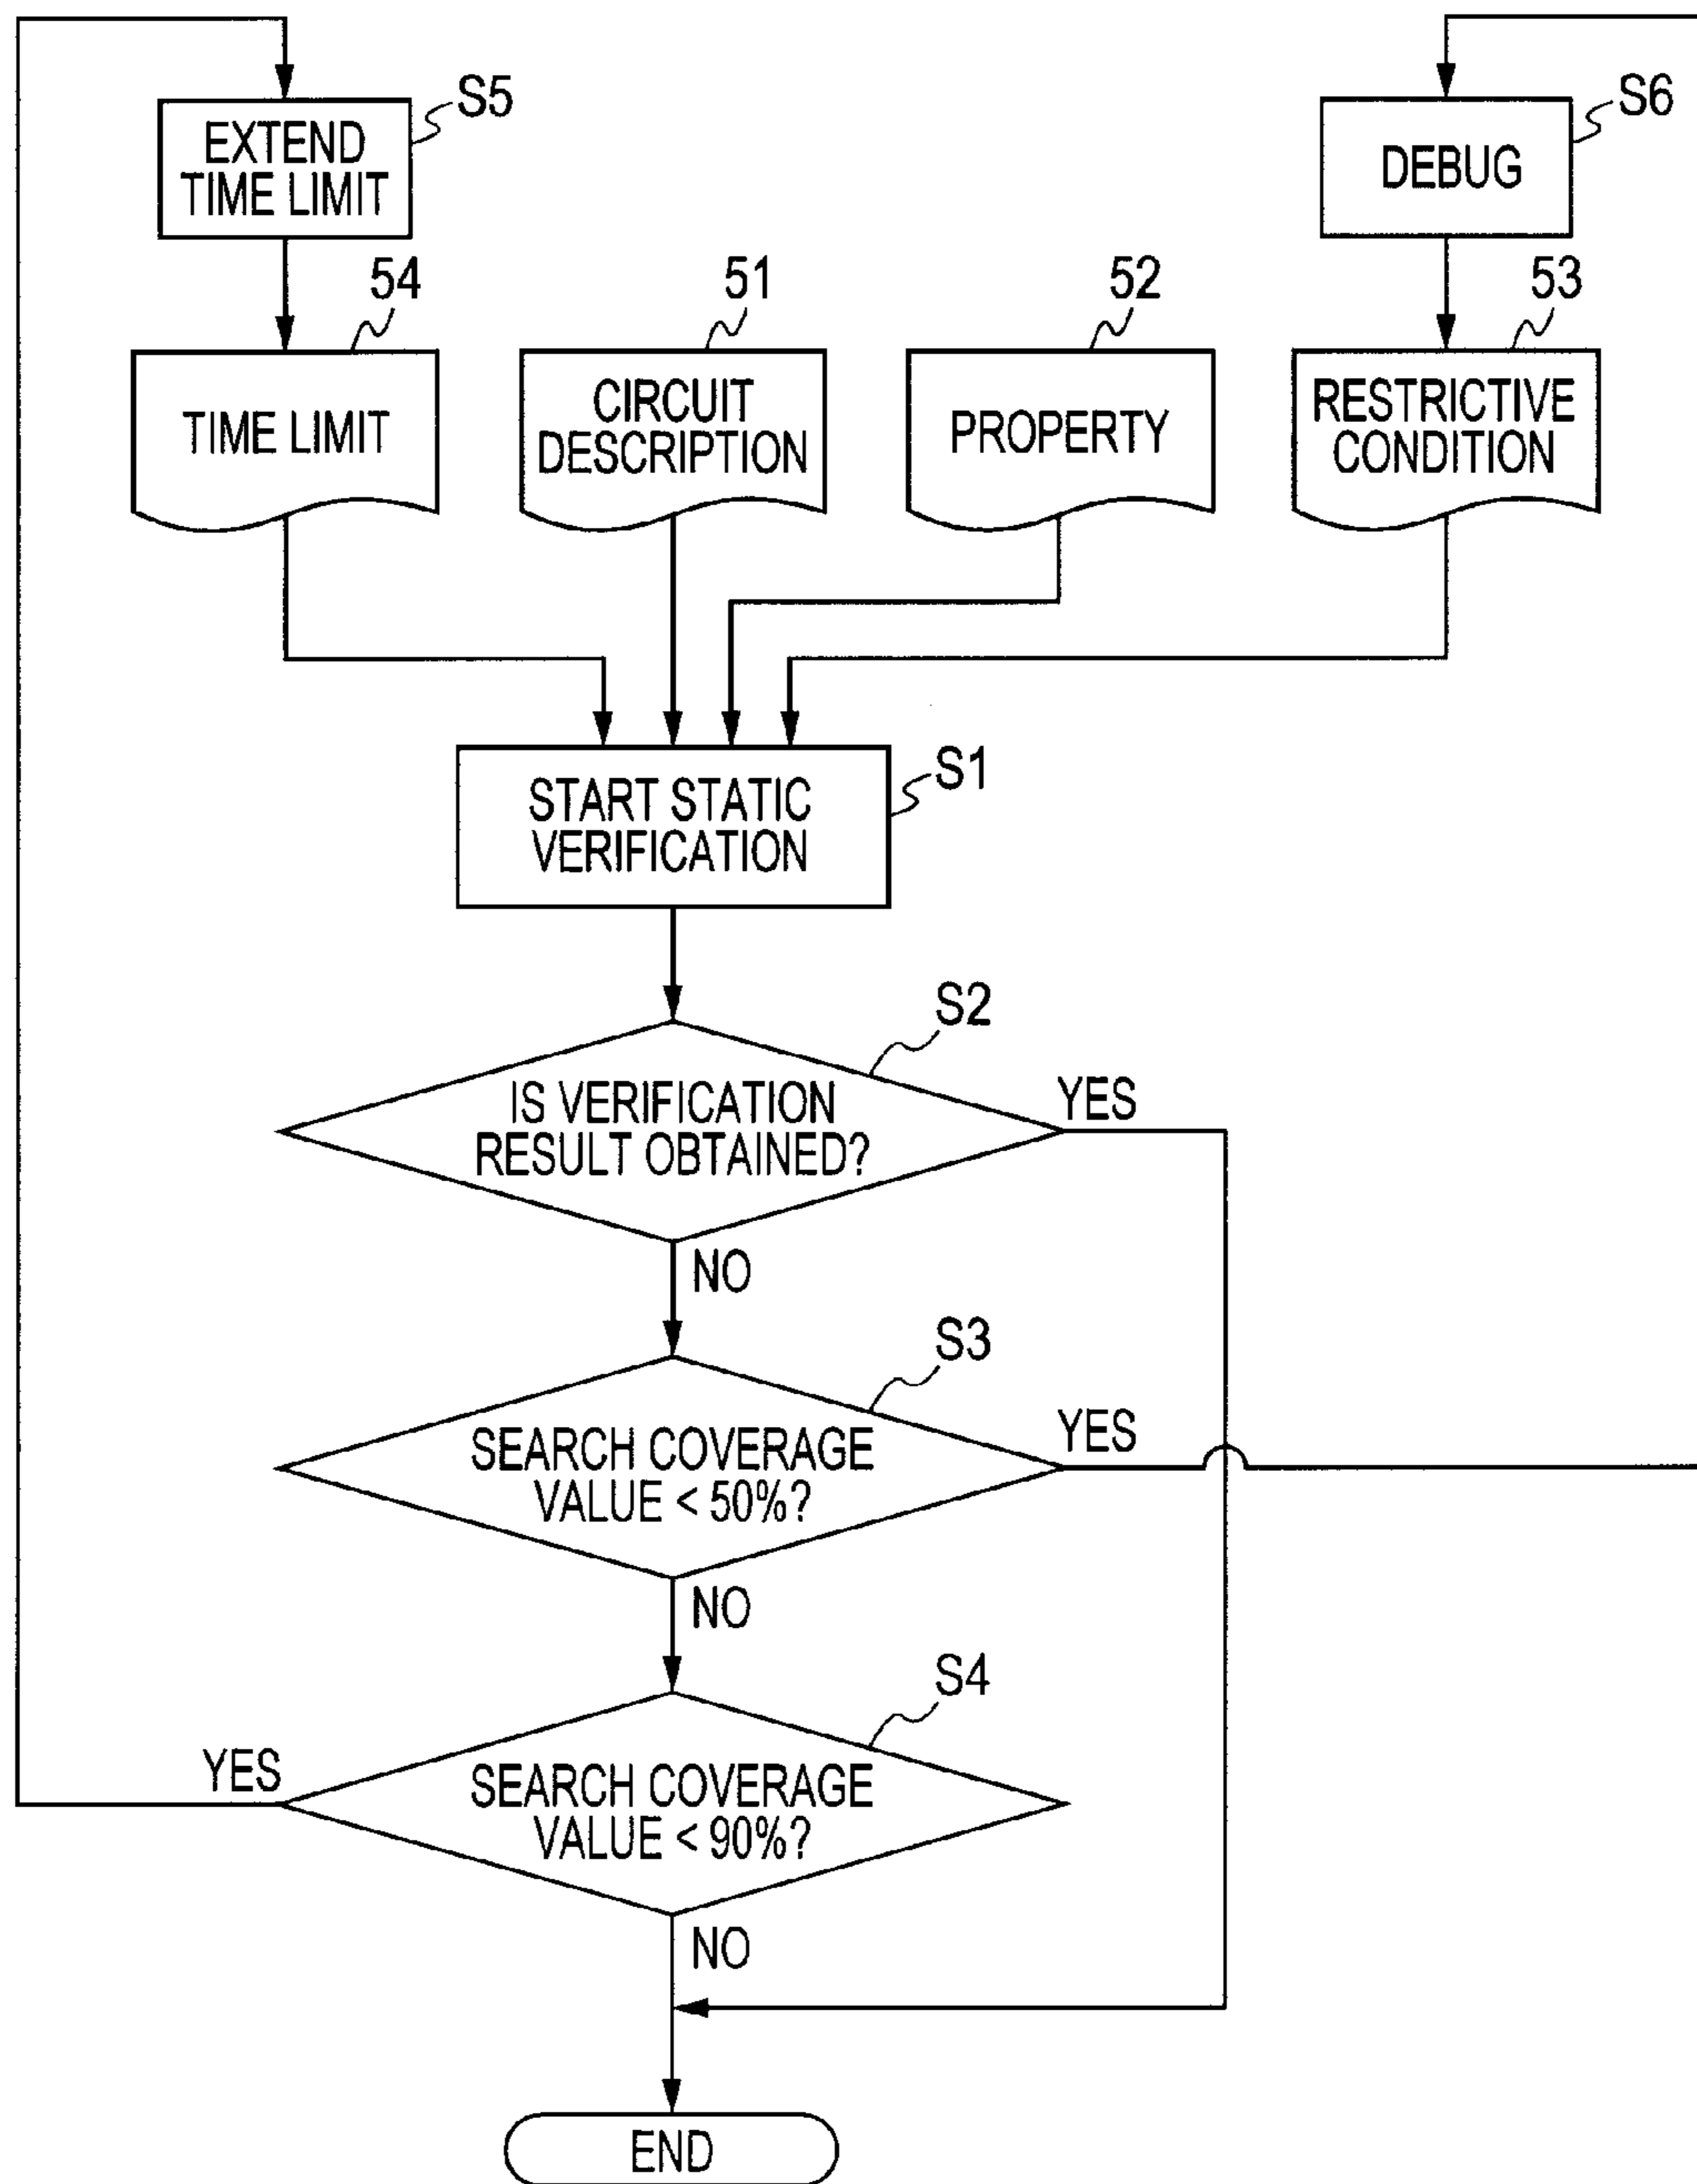 S5
EXTEND
TIME LIMIT
S6
DEBUG
54
TIME LIMIT
51
CIRCUIT
DESCRIPTION
52
PROPERTY
53
RESTRICTIVE
CONDITION
S1
START STATIC
VERIFICATION
S2
IS VERIFICATION
RESULT OBTAINED?
YES
NO
S3
SEARCH COVERAGE
VALUE < 50%?
YES
NO
S4
SEARCH COVERAGE
VALUE < 90%?
YES
NO
END